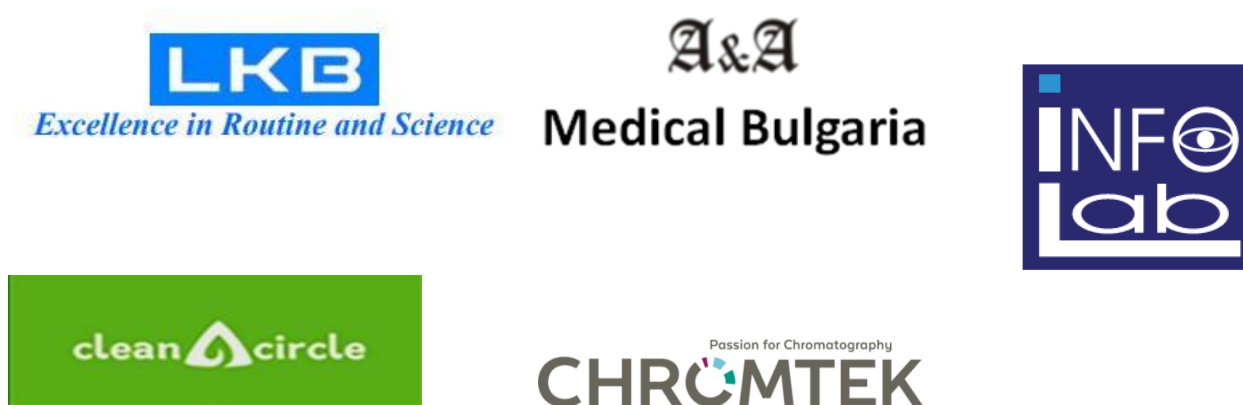 LKB
Excellence in Routine and Science
A&A
Medical Bulgaria
iNFO
Lab
clean circle
Passion for Chromatography
CHROMTEK